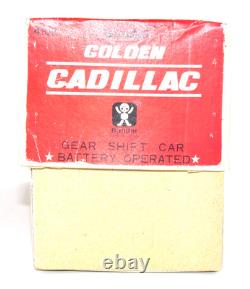 GOLDEN
CADILLAC
Bandai
GEAR SHIFT CAR
BATTERY OPERATED
ebay